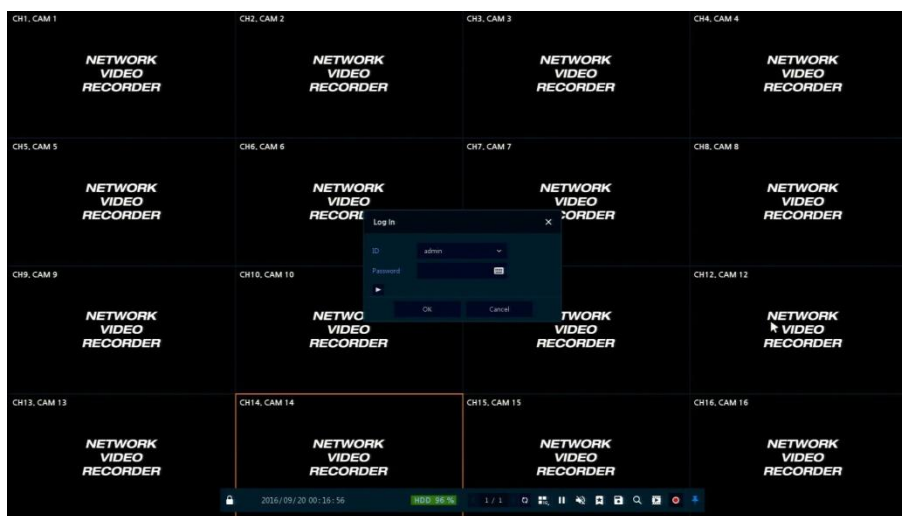 CH1, CAM 1
CH2, CAM 2
CH3, CAM 3
CH4, CAM 4
NETWORK
VIDEO
RECORDER
NETWORK
VIDEO
RECORDER
NETWORK
VIDEO
RECORDER
NETWORK
VIDEO
RECORDER
CH5, CAM 5
CH6, CAM 6
CH7, CAM 7
CH8, CAM 8
NETWORK
VIDEO
RECORDER
NETWORK
VIDEO
NETWORK
VIDEO
NETWORK
VIDEO
RECORDER
Log In
ID
admin
Password
OK
Cancel
CH9, CAM 9
CH10, CAM 10
CH12, CAM 12
NETWORK
VIDEO
RECORDER
VIDEO
RECORDER
VIDEO
RECORDER
NETWORK
VIDEO
RECORDER
CH13, CAM 13
CH14, CAM 14
CH15, CAM 15
CH16, CAM 16
NETWORK
VIDEO
RECORDER
NETWORK
VIDEO
RECORDER
NETWORK
VIDEO
RECORDER
NETWORK
VIDEO
RECORDER
2016/09/20 00:16:56
HDD 96 %
1 / 1